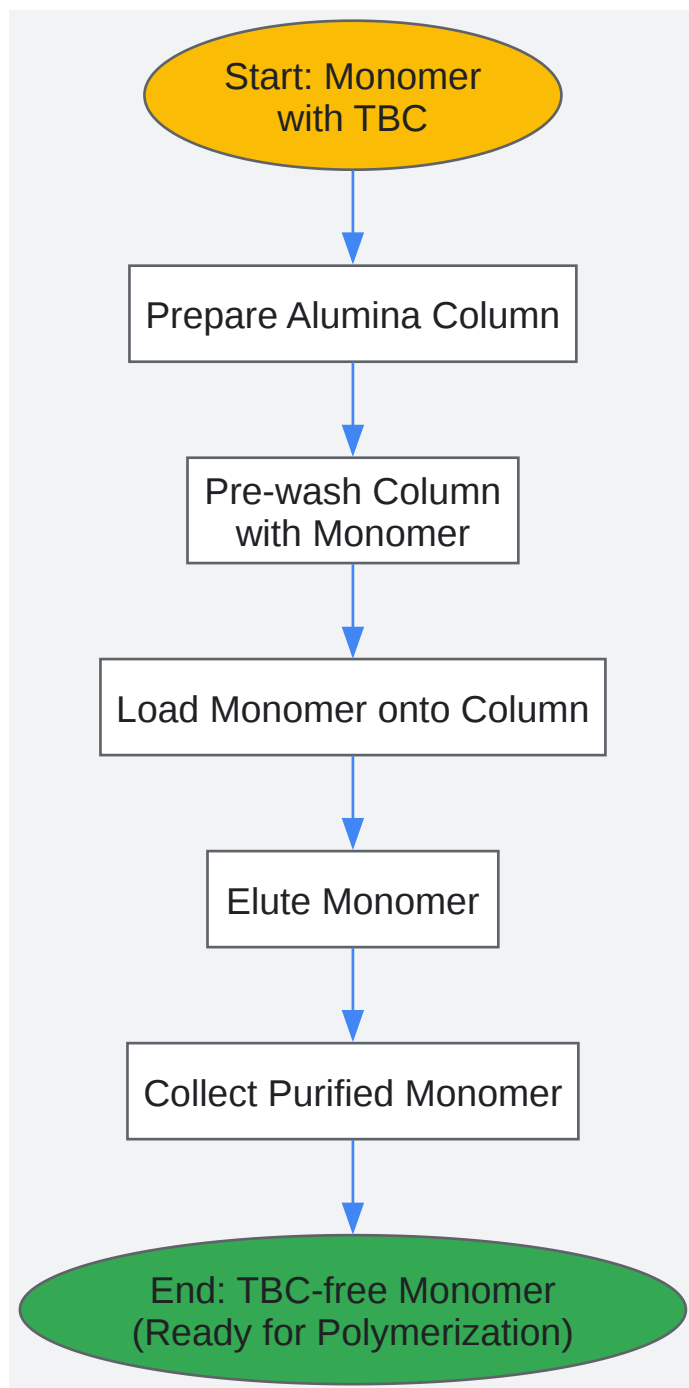 Start: Monomer
with TBC
Prepare Alumina Column
Pre-wash Column
with Monomer
Load Monomer onto Column
Elute Monomer
Collect Purified Monomer
End: TBC-free Monomer
(Ready for Polymerization)